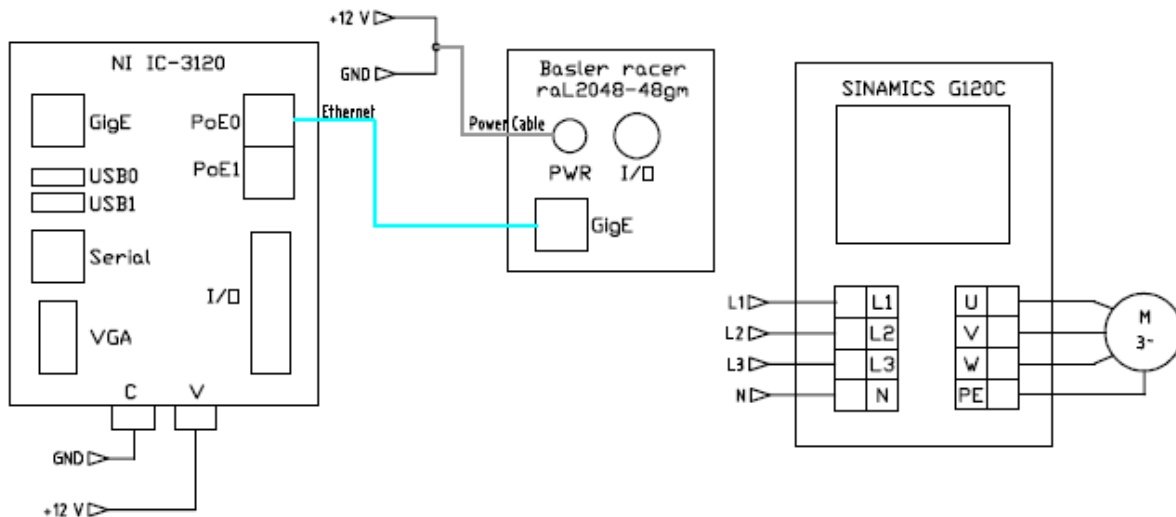 +12 V
GND
NI IC-3120
GigE
PoE0
PoE1
USB0
USB1
Serial
I/O
VGA
C
V
GND
+12 V
Ethernet
Power Cable
Basler racer
raL2048-48gm
PWR
I/O
GigE
SINAMICS G120C
L1
L2
L3
N
L1
L2
L3
N
U
V
W
PE
M
3~